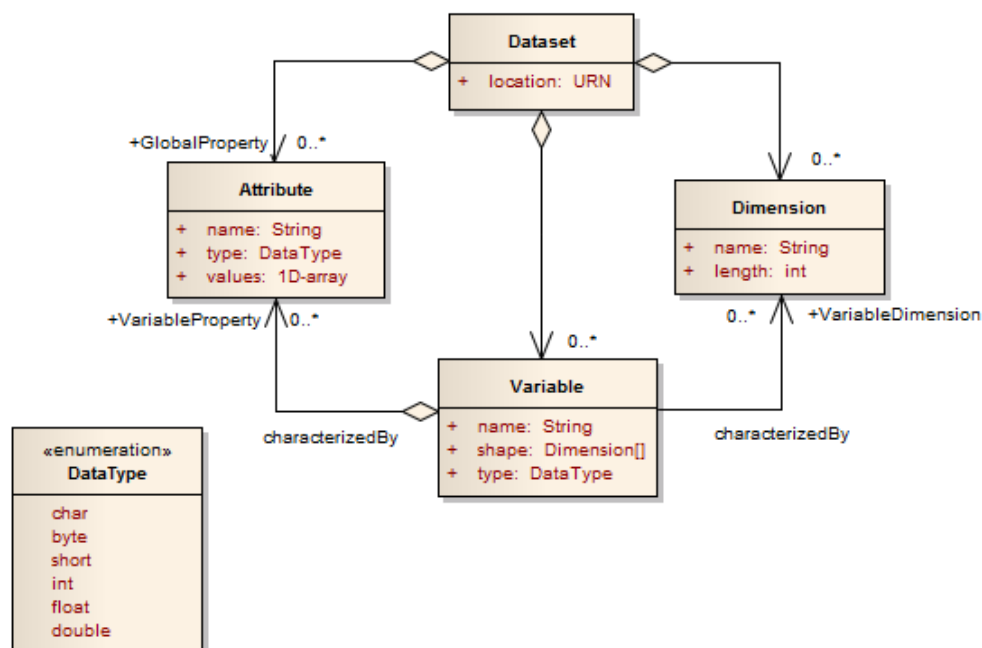 Dataset
+ location: URN
+GlobalProperty 0..*
0..*
Attribute
+ name: String
+ type: DataType
+ values: 1D-array
Dimension
+ name: String
+ length: int
+VariableProperty 0..*
0..* +VariableDimension
0..*
Variable
+ name: String
+ shape: Dimension[]
+ type: DataType
characterizedBy
characterizedBy
«enumeration»
DataType
char
byte
short
int
float
double